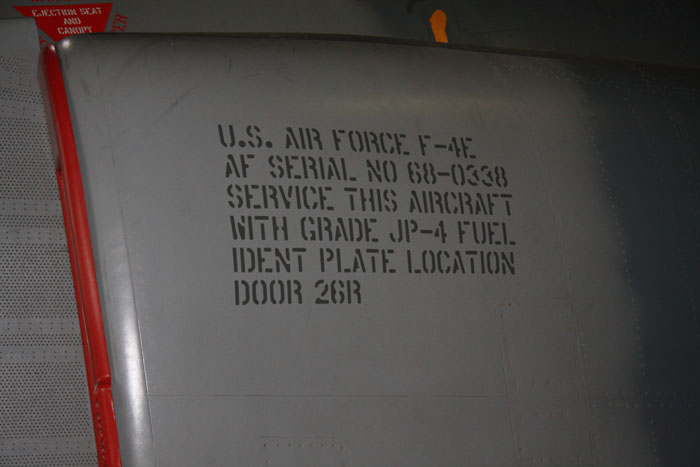 EJECTION SEAT
AND
CANOPY
U.S. AIR FORCE F-4E
AF SERIAL NO 68-0338
SERVICE THIS AIRCRAFT
WITH GRADE JP-4 FUEL
IDENT PLATE LOCATION
DOOR 26R